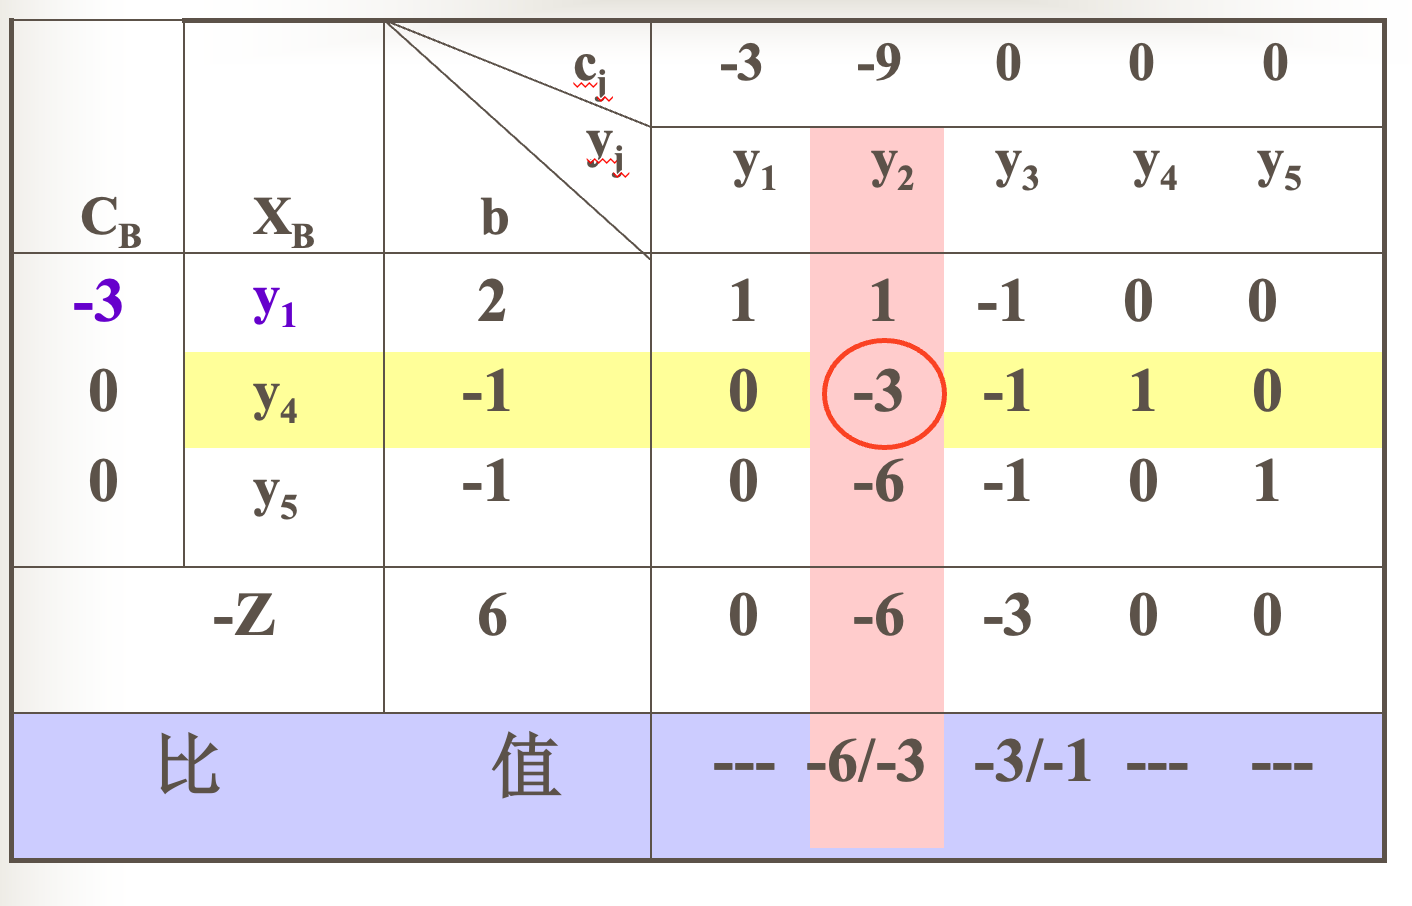 c_j -3 -9 0 0 0
C_B X_B b y_j y_1 y_2 y_3 y_4 y_5
-3 y_1 2 1 1 -1 0 0
0 y_4 -1 0 -3 -1 1 0
0 y_5 -1 0 -6 -1 0 1
-Z 6 0 -6 -3 0 0
比 值 --- -6/-3 -3/-1 --- ---